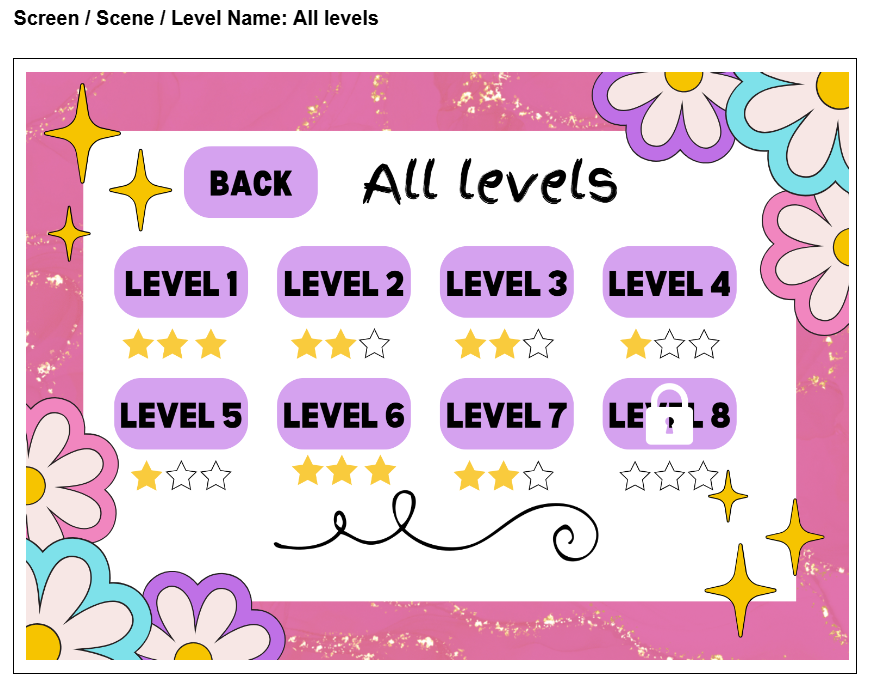 Screen / Scene / Level Name: All levels
BACK All levels
LEVEL 1 LEVEL 2 LEVEL 3 LEVEL 4
LEVEL 5 LEVEL 6 LEVEL 7 LEVEL 8